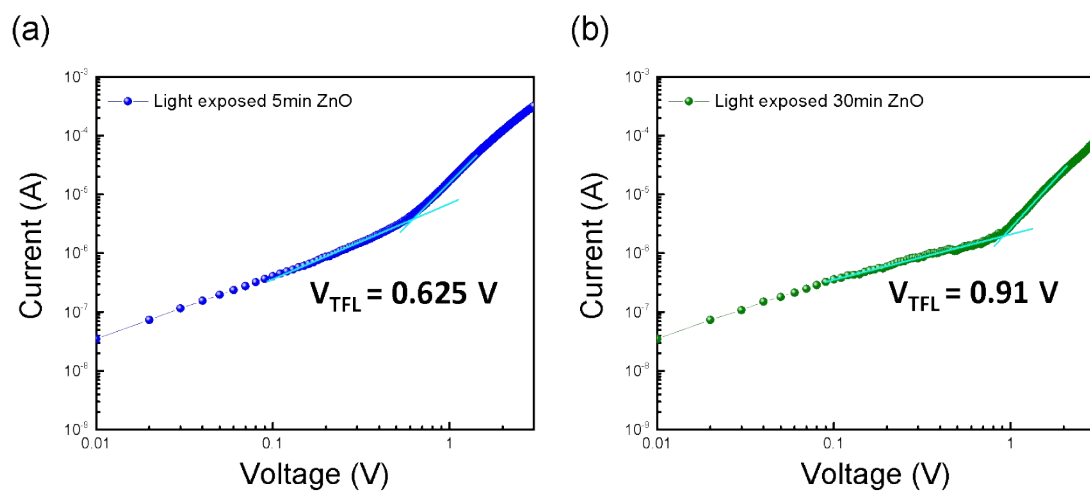 (a)
(b)
10⁻³
10⁻⁴
10⁻⁵
10⁻⁶
10⁻⁷
10⁻⁸
10⁻⁹
Current (A)
Light exposed 5min ZnO
V_TFL = 0.625 V
0.01
0.1
1
Voltage (V)
10⁻³
10⁻⁴
10⁻⁵
10⁻⁶
10⁻⁷
10⁻⁸
10⁻⁹
Current (A)
Light exposed 30min ZnO
V_TFL = 0.91 V
0.01
0.1
1
Voltage (V)